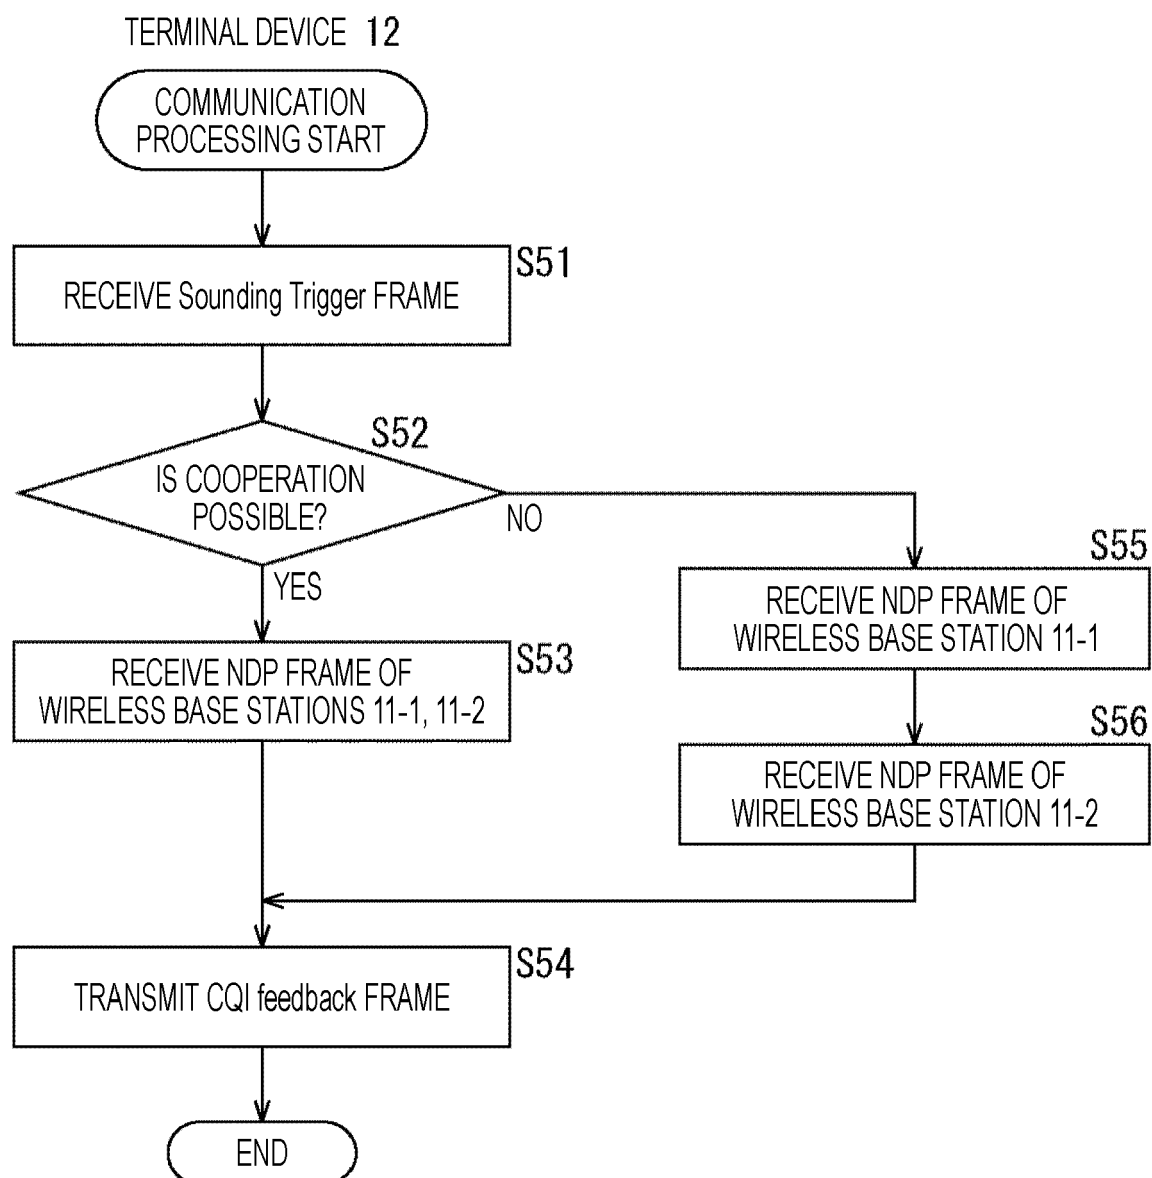 TERMINAL DEVICE 12
COMMUNICATION
PROCESSING START
S51
RECEIVE Sounding Trigger FRAME
S52
IS COOPERATION
POSSIBLE?
NO
YES
S53
RECEIVE NDP FRAME OF
WIRELESS BASE STATIONS 11-1, 11-2
S55
RECEIVE NDP FRAME OF
WIRELESS BASE STATION 11-1
S56
RECEIVE NDP FRAME OF
WIRELESS BASE STATION 11-2
S54
TRANSMIT CQI feedback FRAME
END